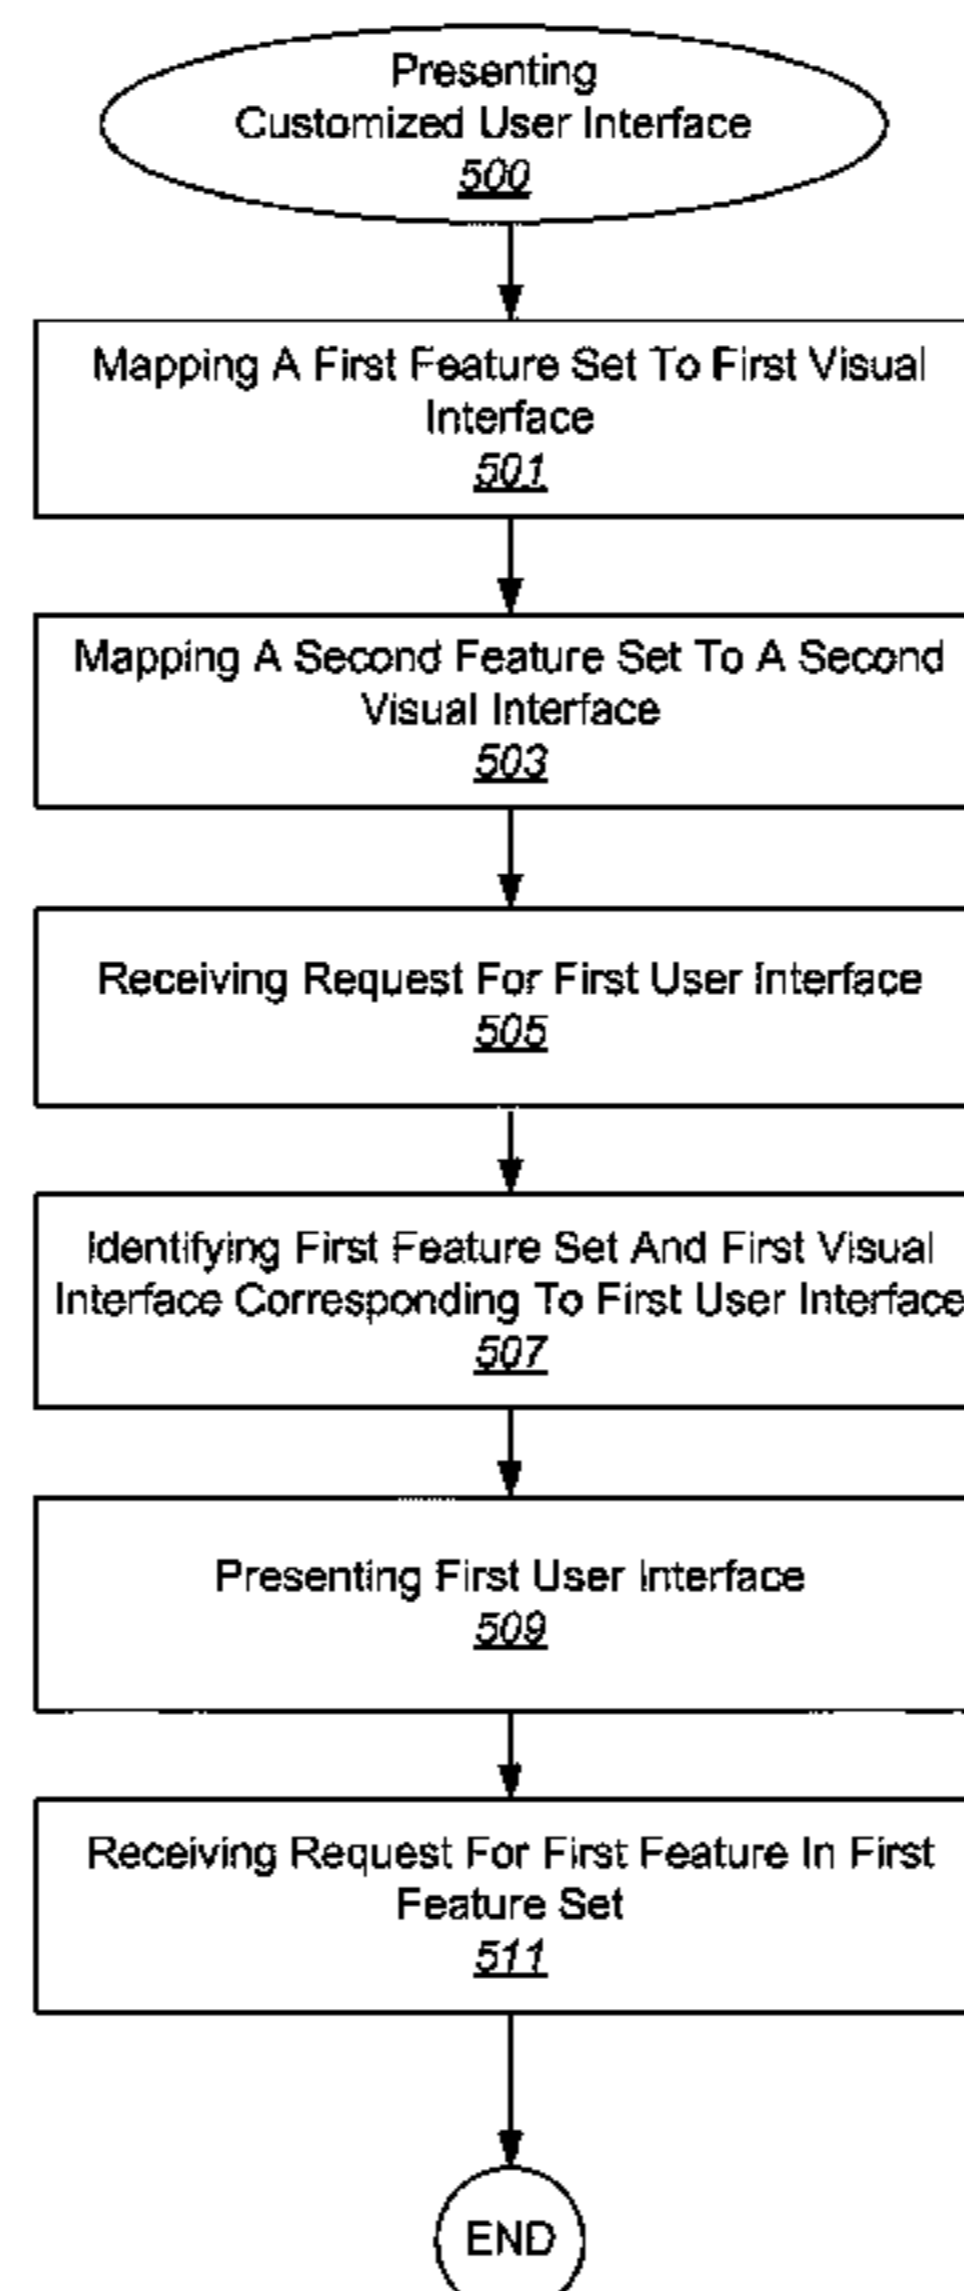 Presenting
Customized User Interface
500
Mapping A First Feature Set To First Visual
Interface
501
Mapping A Second Feature Set To A Second
Visual Interface
503
Receiving Request For First User Interface
505
Identifying First Feature Set And First Visual
Interface Corresponding To First User Interface
507
Presenting First User Interface
509
Receiving Request For First Feature In First
Feature Set
511
END